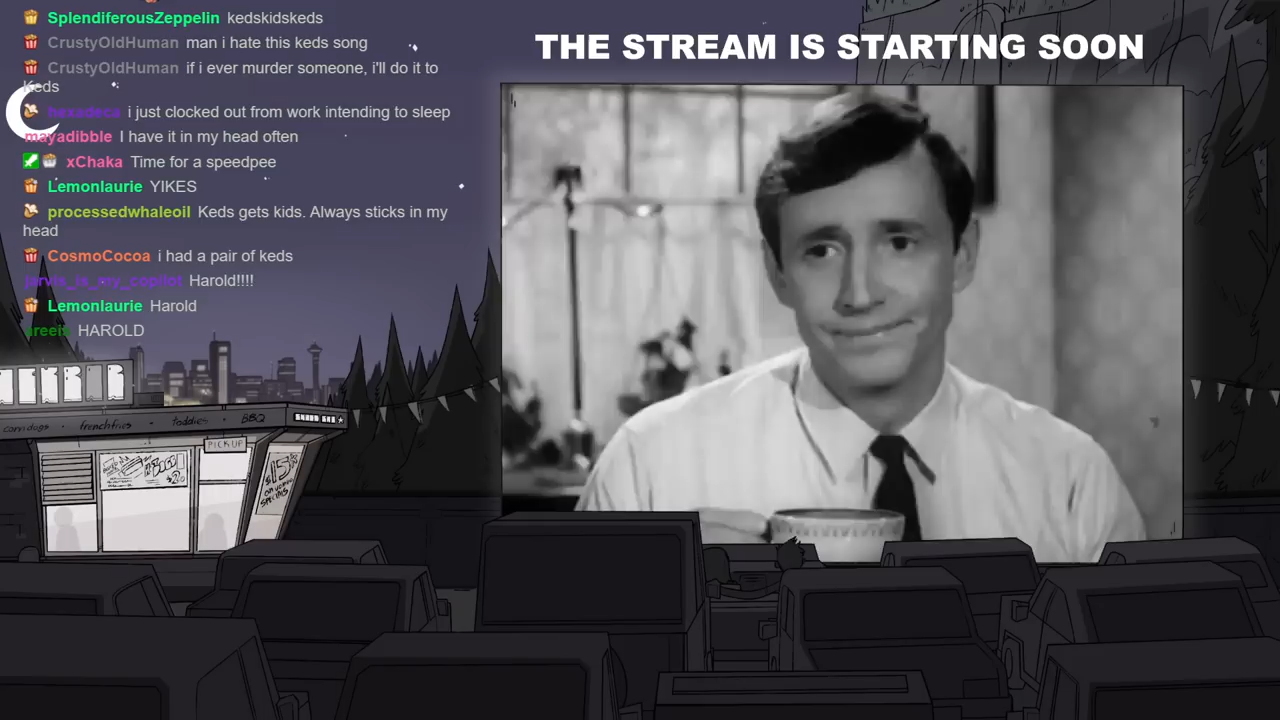 SplendiferousZeppelin kedskidskeds
CrustyOldHuman man i hate this keds song
CrustyOldHuman if i ever murder someone, i'll do it to
Keds
hexadeca i just clocked out from work intending to sleep
mayadibble I have it in my head often
xChaka Time for a speedpee
Lemonlaurie YIKES
processedwhaleoil Keds gets kids. Always sticks in my
head
CosmoCocoa i had a pair of keds
jarvis_is_my_copilot Harold!!!!
Lemonlaurie Harold
HAROLD
THE STREAM IS STARTING SOON
corndogs · frenchfries · toddies · BBQ
PICKUP